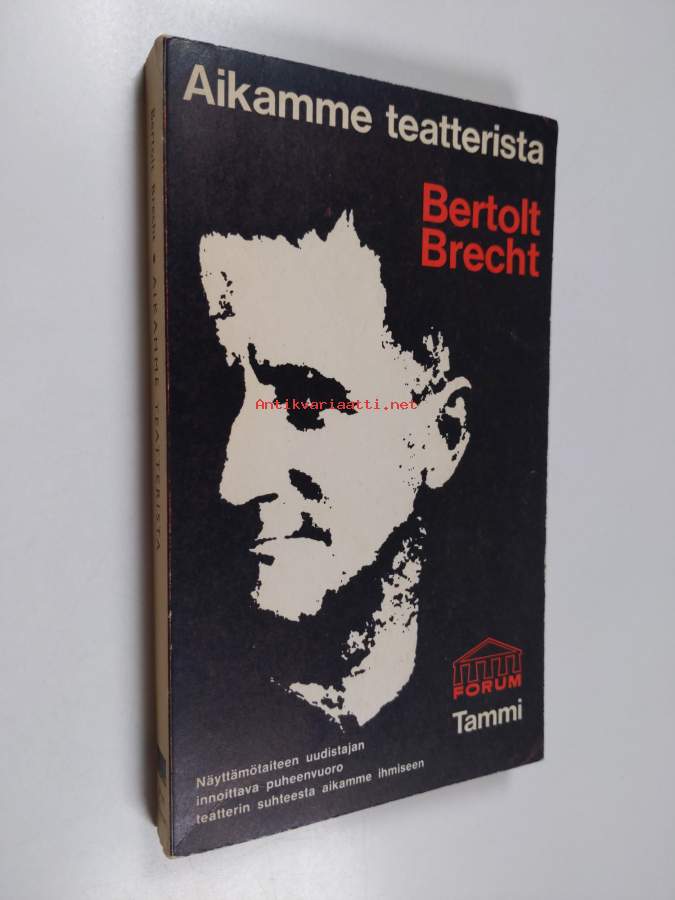 Aikamme teatterista
Bertolt
Brecht
Antikvariaatti.net
FORUM
Tammi
Näyttämötaiteen uudistajan
innoittava puheenvuoro
teatterin suhteesta aikamme ihmiseen
Bertolt Brecht * AIKAMME TEATTERISTA